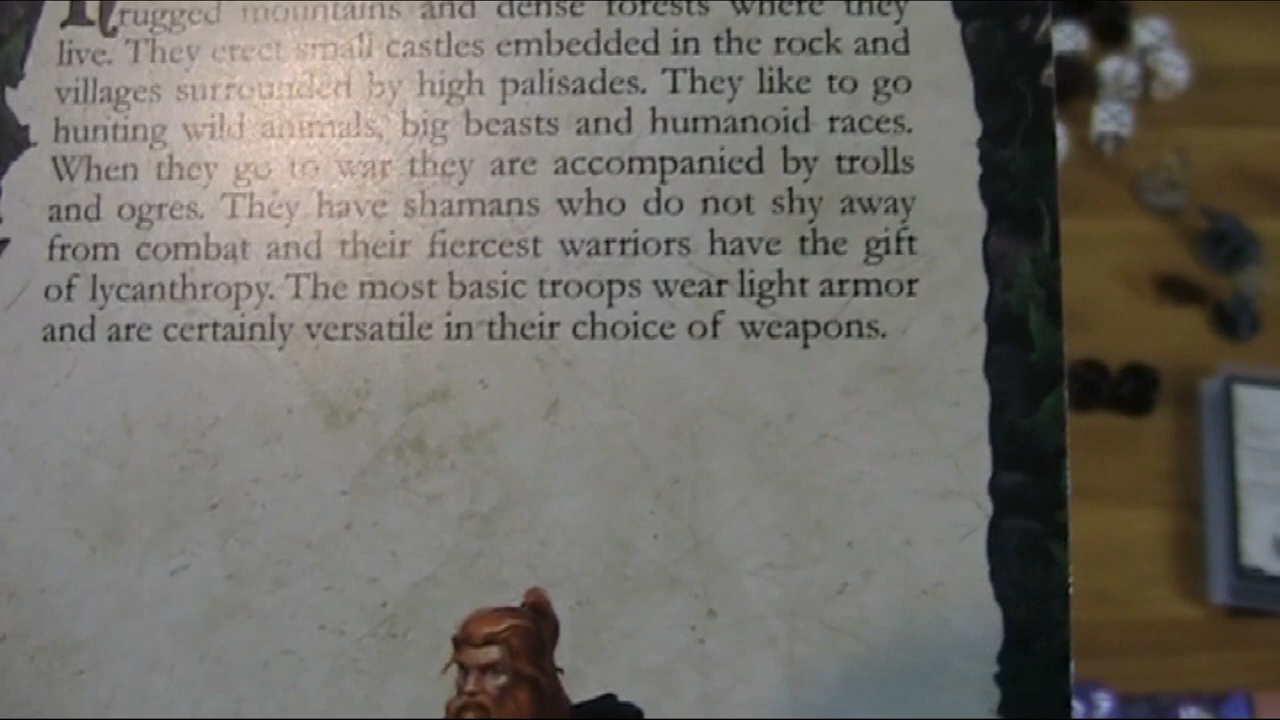 rugged mountains and dense forests where they
live. They erect small castles embedded in the rock and
villages surrounded by high palisades. They like to go
hunting wild animals, big beasts and humanoid races.
When they go to war they are accompanied by trolls
and ogres. They have shamans who do not shy away
from combat and their fiercest warriors have the gift
of lycanthropy. The most basic troops wear light armor
and are certainly versatile in their choice of weapons.